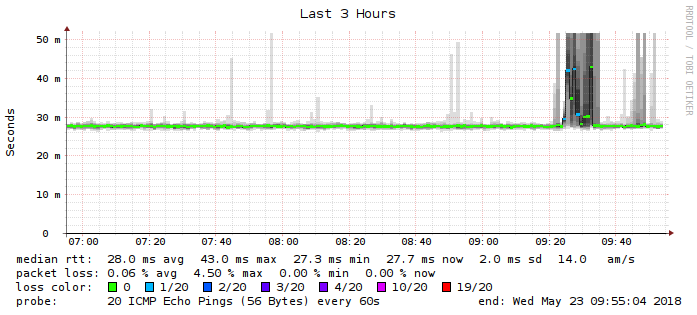 Last 3 Hours
RRDTOOL / TOBI OETIKER
Seconds
50 m
40 m
30 m
20 m
10 m
0
07:00 07:20 07:40 08:00 08:20 08:40 09:00 09:20 09:40
median rtt: 28.0 ms avg 43.0 ms max 27.3 ms min 27.7 ms now 2.0 ms sd 14.0 am/s
packet loss: 0.06 % avg 4.50 % max 0.00 % min 0.00 % now
loss color: 0 1/20 2/20 3/20 4/20 10/20 19/20
probe: 20 ICMP Echo Pings (56 Bytes) every 60s end: Wed May 23 09:55:04 2018